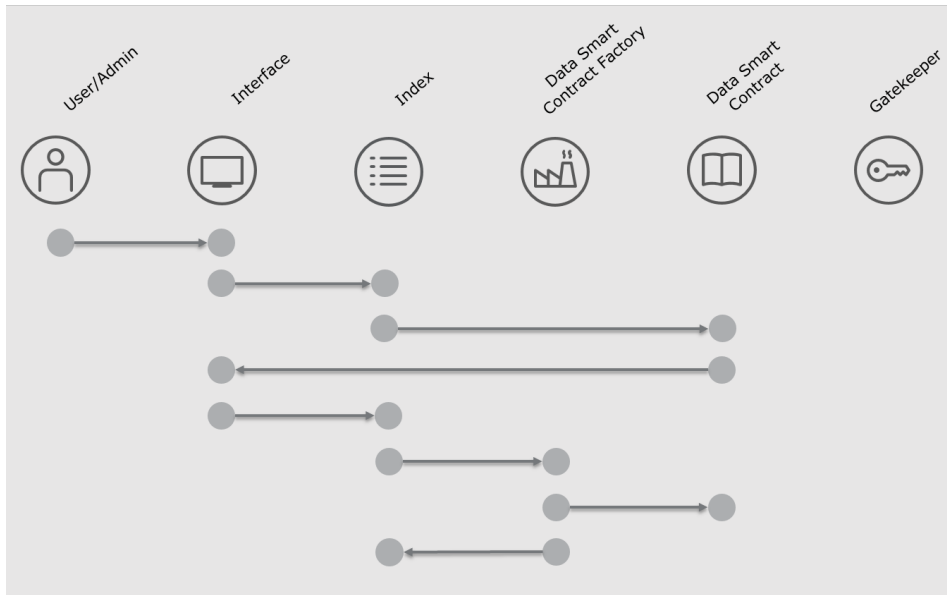 User/Admin
Interface
Index
Data Smart
Contract Factory
Data Smart
Contract
Gatekeeper